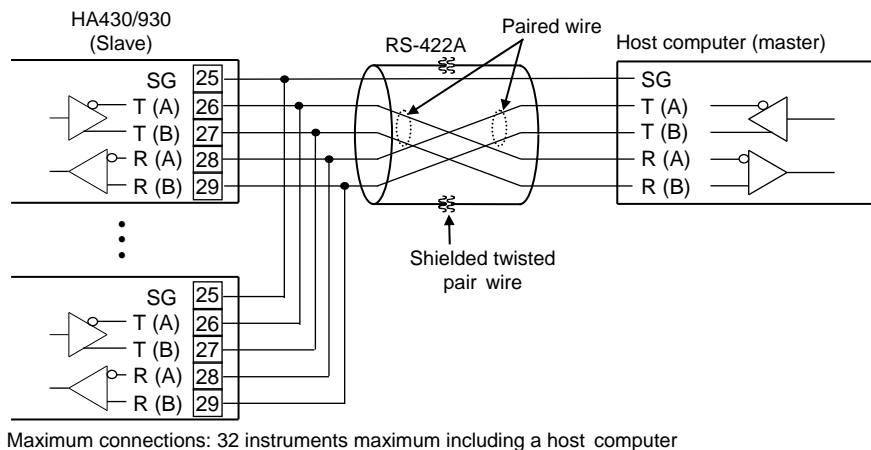 HA430/930
(Slave)
SG 25
T (A) 26
T (B) 27
R (A) 28
R (B) 29
RS-422A
Paired wire
Host computer (master)
SG
T (A)
T (B)
R (A)
R (B)
Shielded twisted
pair wire
SG 25
T (A) 26
T (B) 27
R (A) 28
R (B) 29
Maximum connections: 32 instruments maximum including a host computer